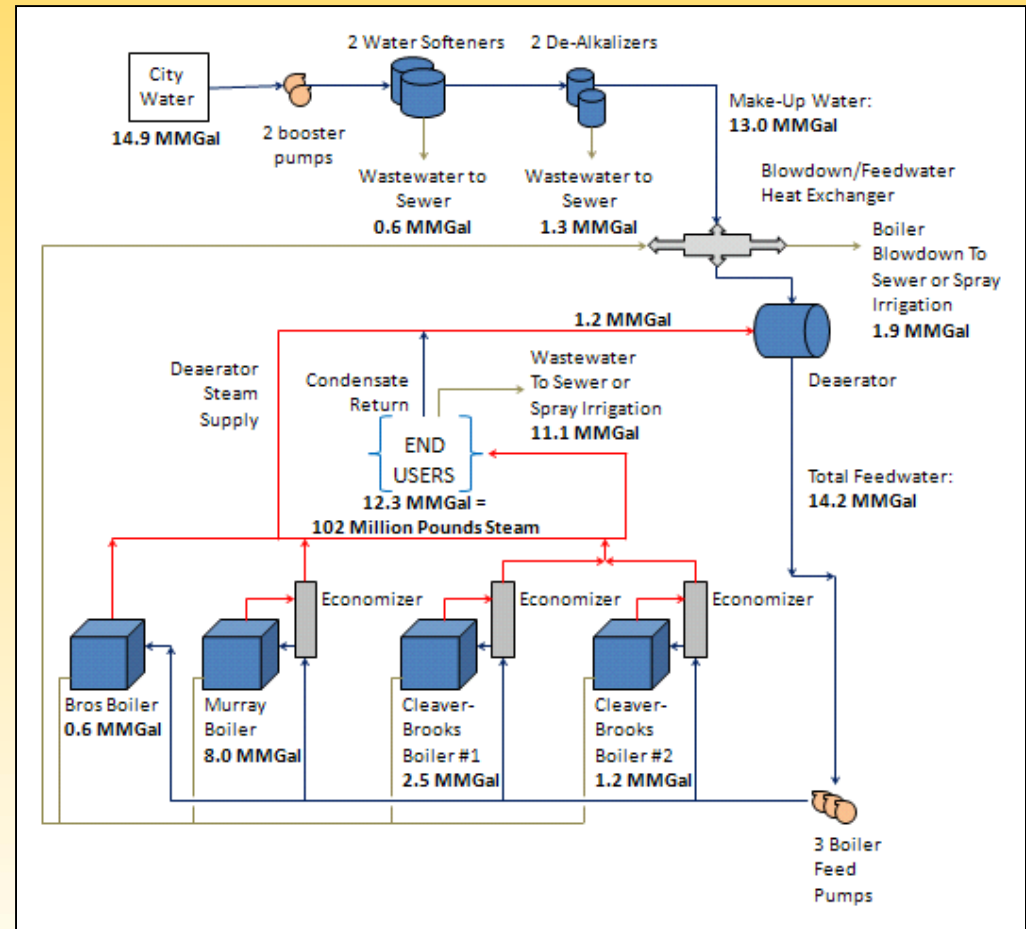 2 Water Softeners
2 De-Alkalizers
City
Water
14.9 MMGal
2 booster
pumps
Make-Up Water:
13.0 MMGal
Wastewater to
Sewer
0.6 MMGal
Wastewater to
Sewer
1.3 MMGal
Blowdown/Feedwater
Heat Exchanger
Boiler
Blowdown To
Sewer or Spray
Irrigation
1.9 MMGal
1.2 MMGal
Deaerator
Steam
Supply
Condensate
Return
Wastewater
To Sewer or
Spray Irrigation
11.1 MMGal
Deaerator
END
USERS
12.3 MMGal =
102 Million Pounds Steam
Total Feedwater:
14.2 MMGal
Economizer
Economizer
Economizer
Bros Boiler
0.6 MMGal
Murray
Boiler
8.0 MMGal
Cleaver-
Brooks
Boiler #1
2.5 MMGal
Cleaver-
Brooks
Boiler #2
1.2 MMGal
3 Boiler
Feed
Pumps